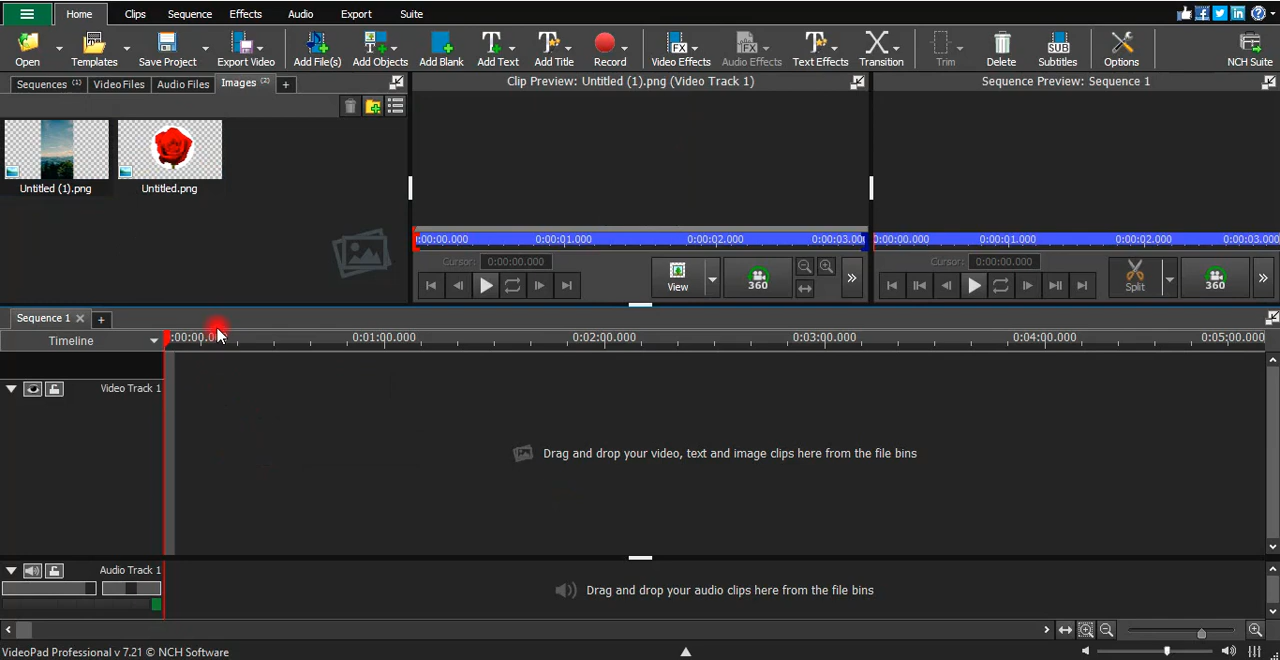 Home Clips Sequence Effects Audio Export Suite
Open Templates Save Project Export Video Add File(s) Add Objects Add Blank Add Text Add Title Record Video Effects Audio Effects Text Effects Transition Trim Delete Subtitles Options NCH Suite
FX FX SUB
Sequences (1) Video Files Audio Files Images (2) +
Clip Preview: Untitled (1).png (Video Track 1)
Sequence Preview: Sequence 1
Untitled (1).png Untitled.png
0:00:00.000 0:00:01.000 0:00:02.000 0:00:03.000
0:00:00.000 0:00:01.000 0:00:02.000 0:00:03.000
Cursor: 0:00:00.000
Cursor: 0:00:00.000
View 360
Split 360
Sequence 1 +
Timeline
:00:00.000 0:01:00.000 0:02:00.000 0:03:00.000 0:04:00.000 0:05:00.000
Video Track 1
Drag and drop your video, text and image clips here from the file bins
Audio Track 1
Drag and drop your audio clips here from the file bins
VideoPad Professional v 7.21 © NCH Software